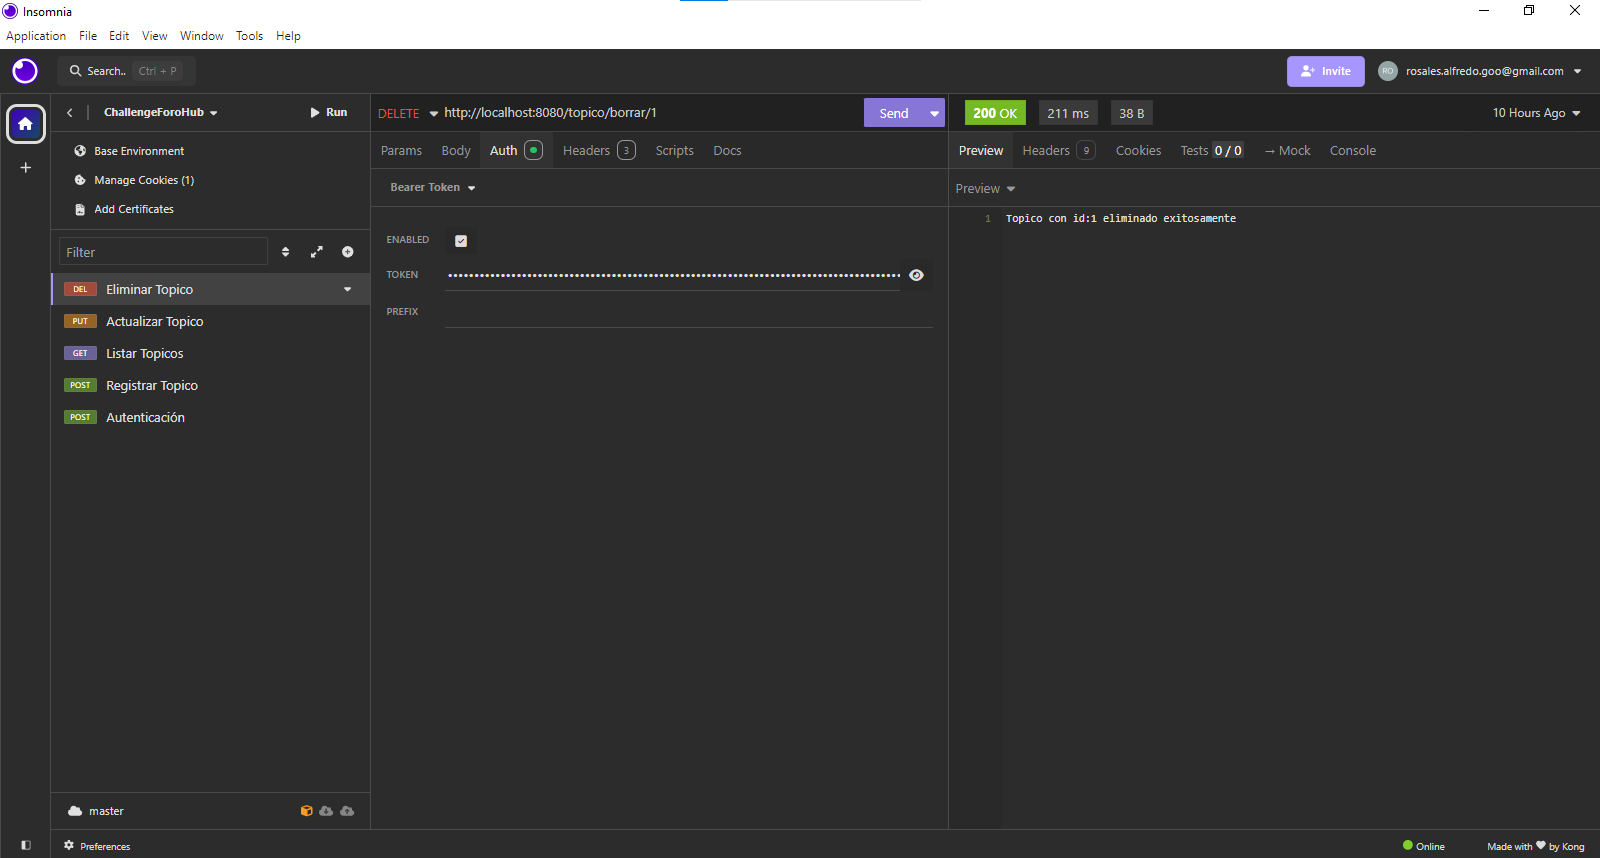 Insomnia
Application File Edit View Window Tools Help
Search.. Ctrl + P
Invite
RO rosales.alfredo.goo@gmail.com
ChallengeForoHub Run
DELETE http://localhost:8080/topico/borrar/1 Send
200 OK 211 ms 38 B 10 Hours Ago
Base Environment
Manage Cookies (1)
Add Certificates
Params Body Auth Headers 3 Scripts Docs
Preview Headers 9 Cookies Tests 0 / 0 → Mock Console
Bearer Token
Preview
1 Topico con id:1 eliminado exitosamente
ENABLED
TOKEN ••••••••••••••••••••••••••••••••••••••••••••••••••••••••••••••••••••••••••••••••••••••
PREFIX
Filter
DEL Eliminar Topico
PUT Actualizar Topico
GET Listar Topicos
POST Registrar Topico
POST Autenticación
master
Preferences
Online Made with ♥ by Kong